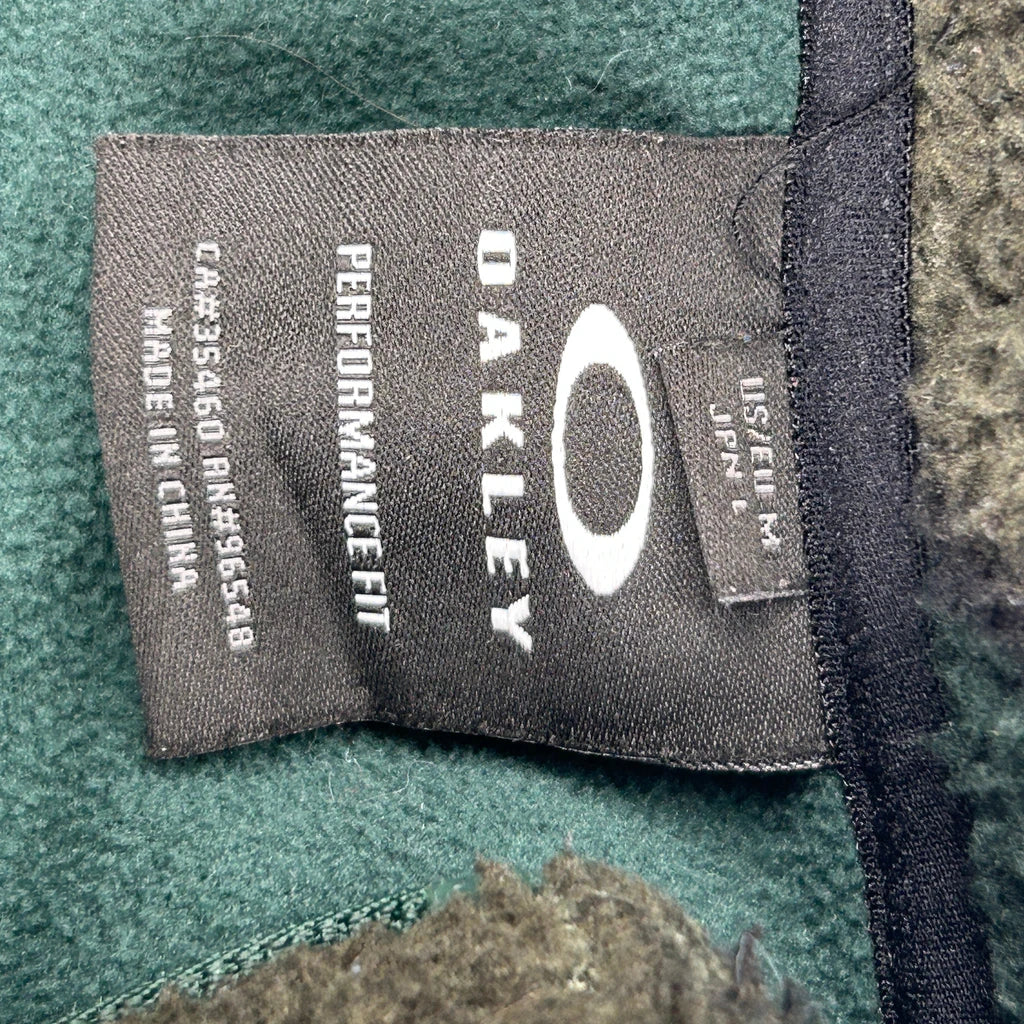 US/EU M
JPN L
OAKLEY
PERFORMANCE FIT
CA#35460 RN#96548
MADE IN CHINA